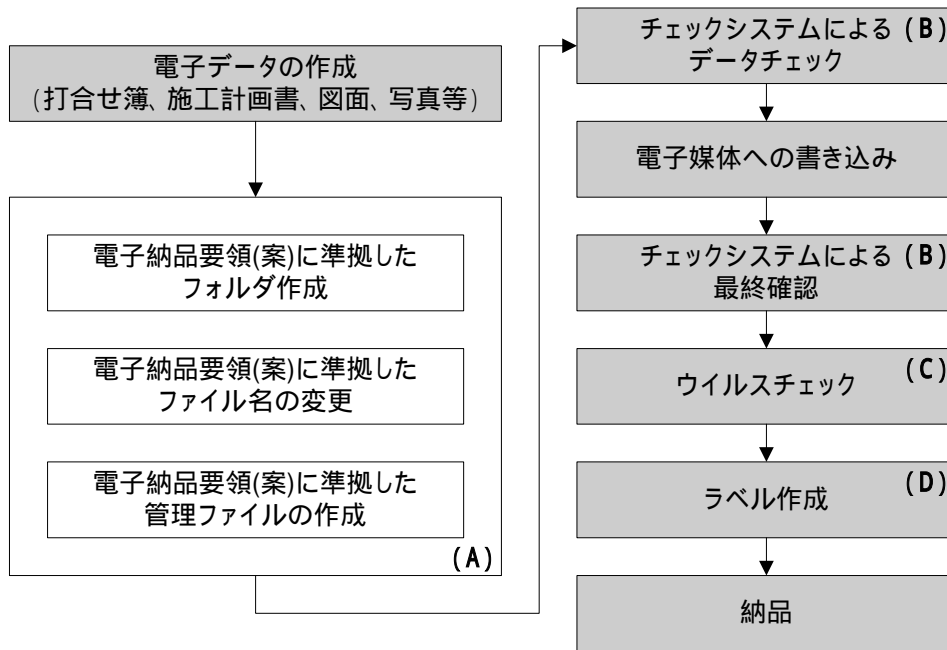 電子データの作成
(打合せ簿、施工計画書、図面、写真等)
電子納品要領(案)に準拠した
フォルダ作成
電子納品要領(案)に準拠した
ファイル名の変更
電子納品要領(案)に準拠した
管理ファイルの作成
(A)
チェックシステムによる (B)
データチェック
電子媒体への書き込み
チェックシステムによる (B)
最終確認
ウイルスチェック (C)
ラベル作成 (D)
納品